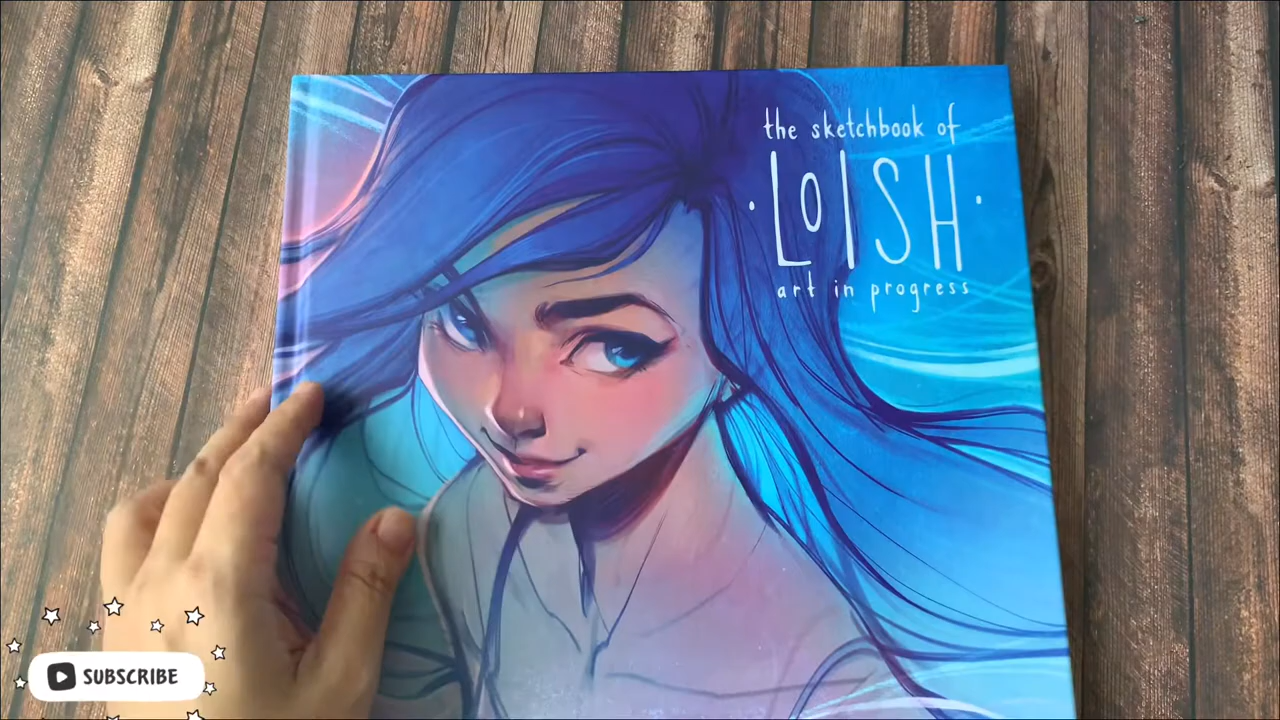 the sketchbook of
· LOISH ·
art in progress
SUBSCRIBE